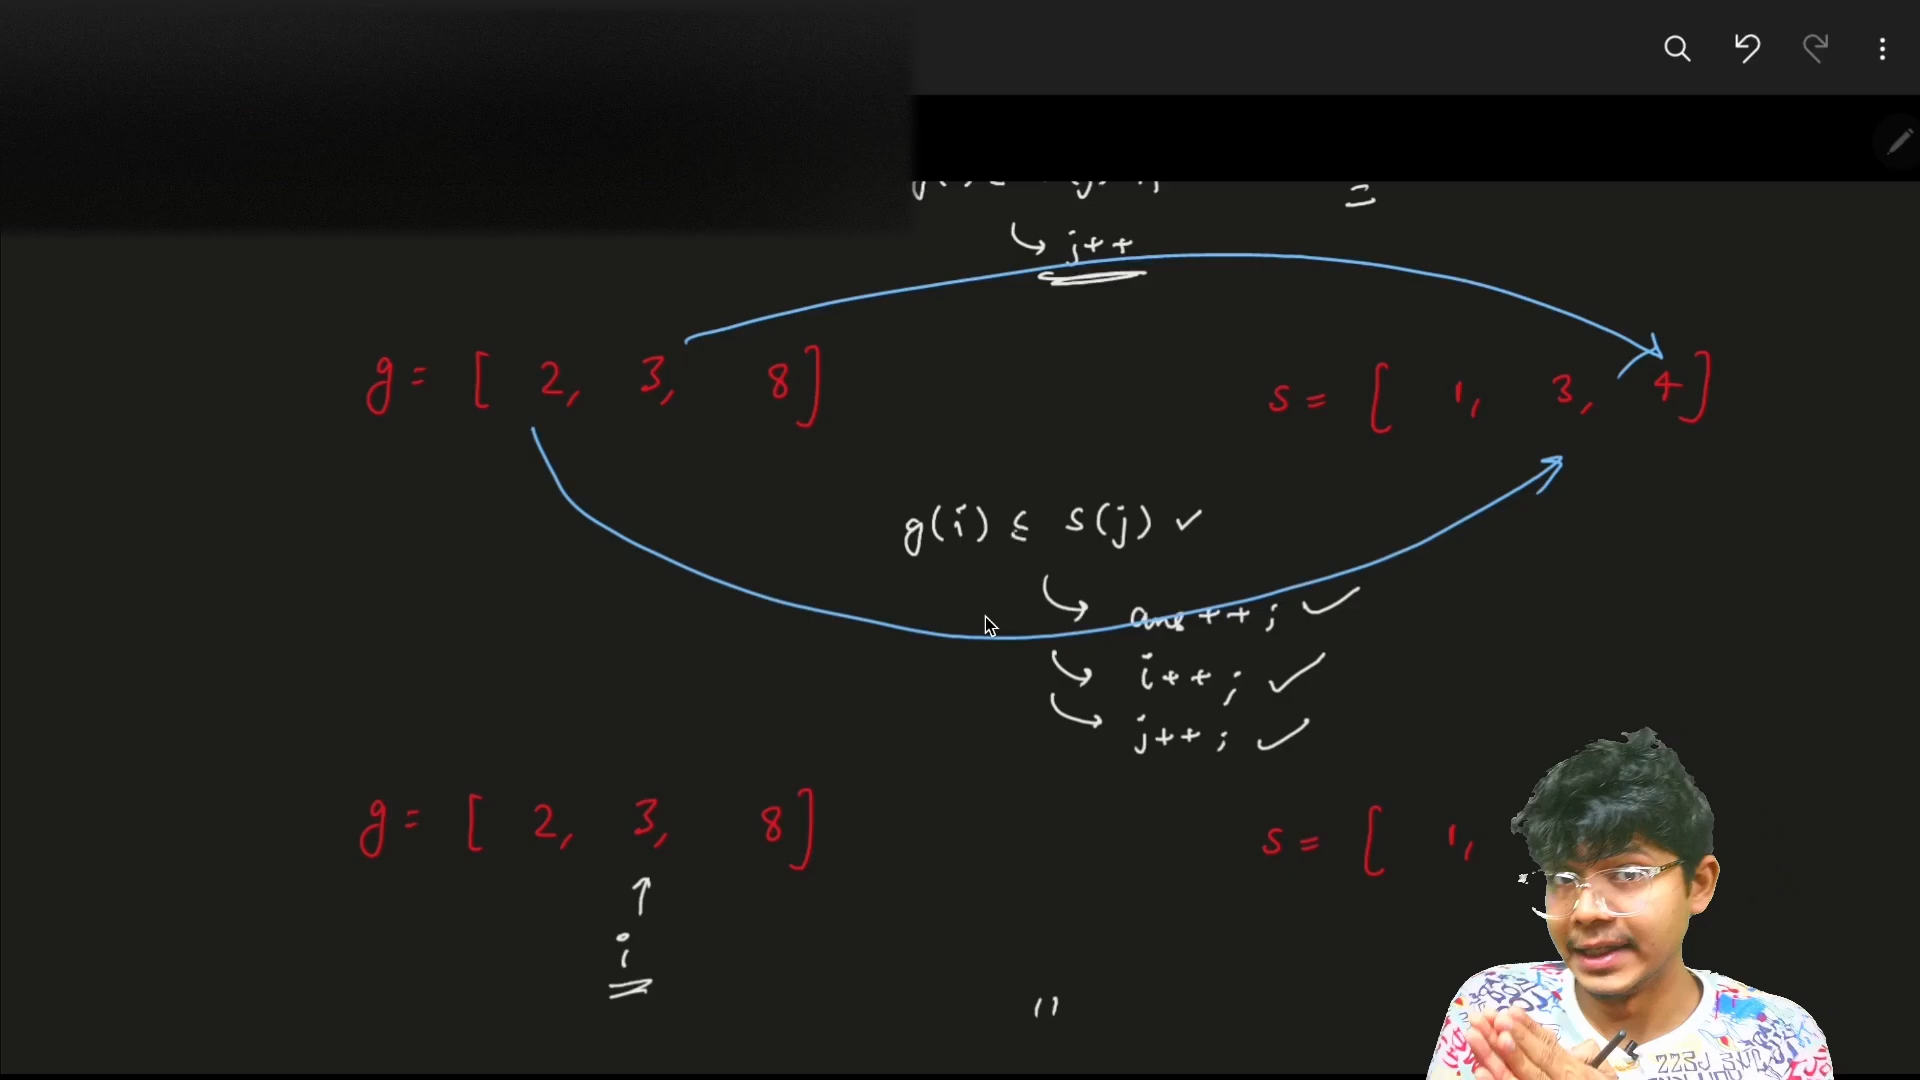 j++
g = [ 2, 3, 8]
s = [ 1, 3, 4]
g(i) ≤ s(j) ✓
ans++; ✓
i++; ✓
j++; ✓
g = [ 2, 3, 8]
s = [ 1,
i